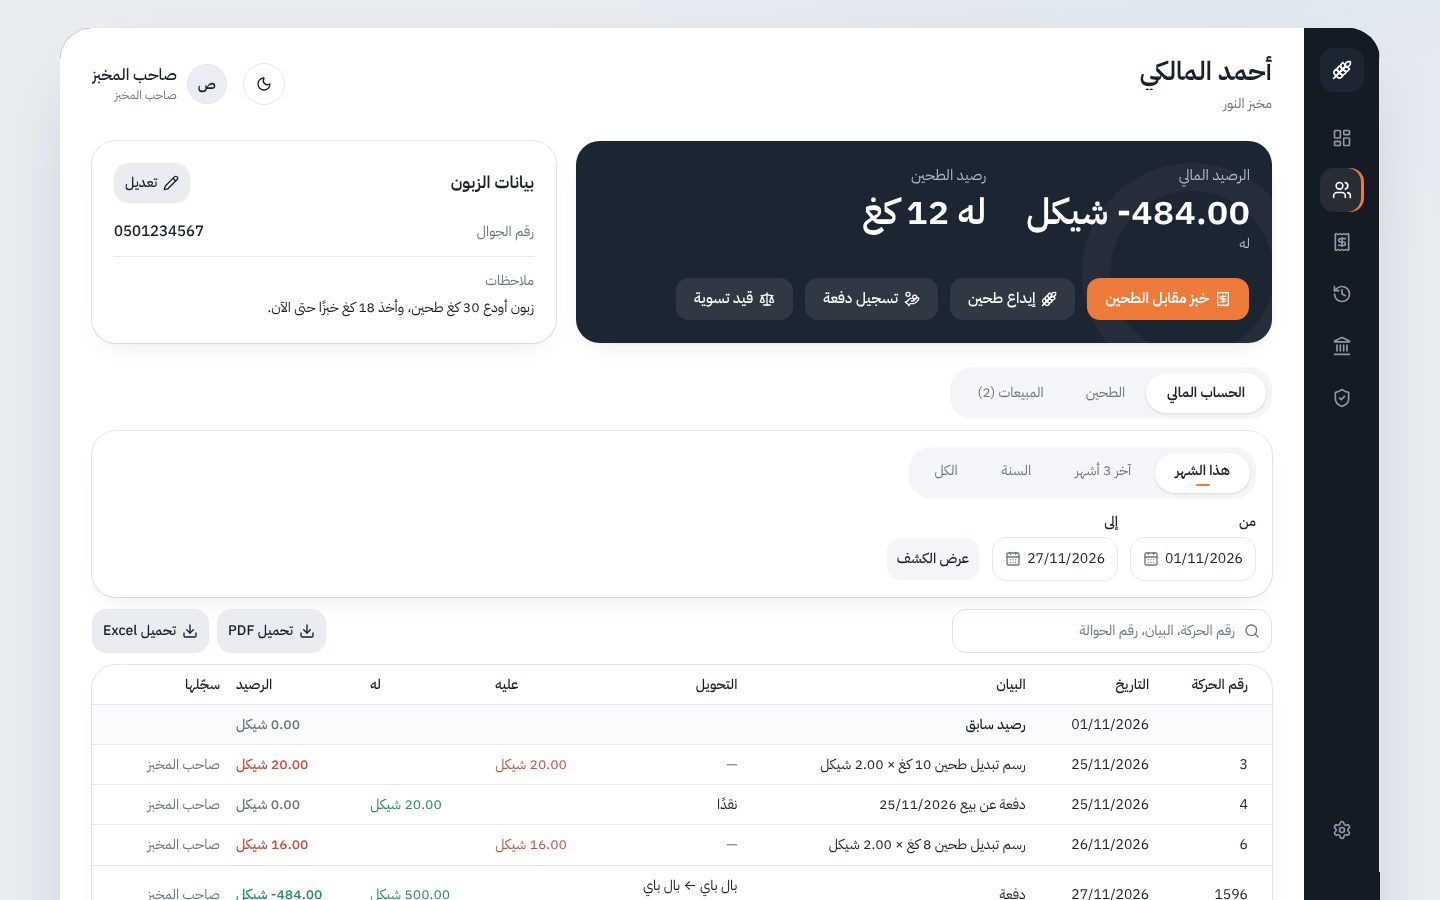 أحمد المالكي
مخبز النور
ص
صاحب المخبز
صاحب المخبز
الرصيد المالي
-484.00 شيكل
له
رصيد الطحين
له 12 كغ
خبز مقابل الطحين
إيداع طحين
تسجيل دفعة
قيد تسوية
بيانات الزبون
تعديل
رقم الجوال 0501234567
ملاحظات
زبون أودع 30 كغ طحين، وأخذ 18 كغ خبزًا حتى الآن.
الحساب المالي الطحين المبيعات (2)
هذا الشهر آخر 3 أشهر السنة الكل
من إلى
01/11/2026 27/11/2026 عرض الكشف
رقم الحركة، البيان، رقم الحوالة
تحميل PDF تحميل Excel
رقم الحركة التاريخ البيان التحويل عليه له الرصيد سجّلها
01/11/2026 رصيد سابق 0.00 شيكل
3 25/11/2026 رسم تبديل طحين 10 كغ × 2.00 شيكل — 20.00 شيكل 20.00 شيكل صاحب المخبز
4 25/11/2026 دفعة عن بيع 25/11/2026 نقدًا 20.00 شيكل 0.00 شيكل صاحب المخبز
6 26/11/2026 رسم تبديل طحين 8 كغ × 2.00 شيكل — 16.00 شيكل 16.00 شيكل صاحب المخبز
1596 27/11/2026 دفعة بال باي ← بال باي 500.00 شيكل -484.00 شيكل صاحب المخبز